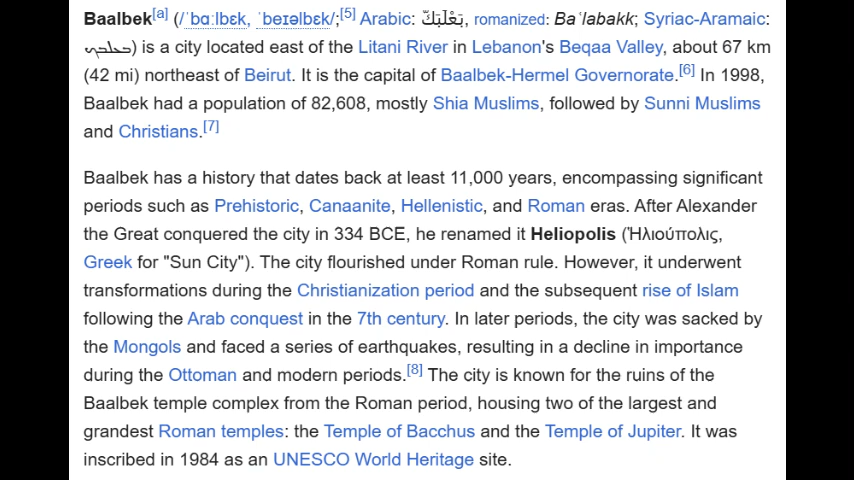 Baalbek[a] (/ˈbɑːlbɛk, ˈbeɪəlbɛk/;[5] Arabic: بَعْلَبَكّ, romanized: Baʿlabakk; Syriac-Aramaic:
ܒܥܠܒܟ) is a city located east of the Litani River in Lebanon's Beqaa Valley, about 67 km
(42 mi) northeast of Beirut. It is the capital of Baalbek-Hermel Governorate.[6] In 1998,
Baalbek had a population of 82,608, mostly Shia Muslims, followed by Sunni Muslims
and Christians.[7]
Baalbek has a history that dates back at least 11,000 years, encompassing significant
periods such as Prehistoric, Canaanite, Hellenistic, and Roman eras. After Alexander
the Great conquered the city in 334 BCE, he renamed it Heliopolis (Ἡλιούπολις,
Greek for "Sun City"). The city flourished under Roman rule. However, it underwent
transformations during the Christianization period and the subsequent rise of Islam
following the Arab conquest in the 7th century. In later periods, the city was sacked by
the Mongols and faced a series of earthquakes, resulting in a decline in importance
during the Ottoman and modern periods.[8] The city is known for the ruins of the
Baalbek temple complex from the Roman period, housing two of the largest and
grandest Roman temples: the Temple of Bacchus and the Temple of Jupiter. It was
inscribed in 1984 as an UNESCO World Heritage site.